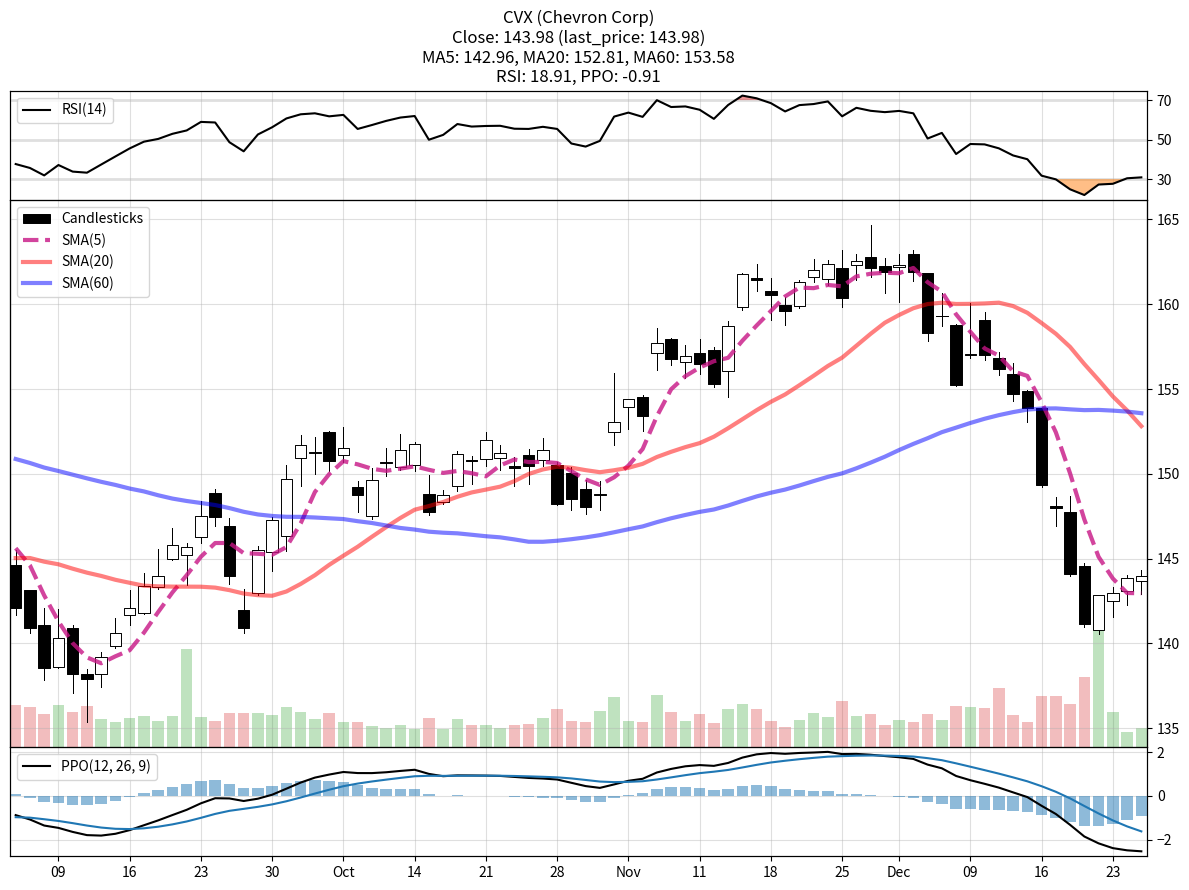 CVX (Chevron Corp)
Close: 143.98 (last_price: 143.98)
MA5: 142.96, MA20: 152.81, MA60: 153.58
RSI: 18.91, PPO: -0.91
RSI(14)
70
50
30
Candlesticks
SMA(5)
SMA(20)
SMA(60)
165
160
155
150
145
140
135
PPO(12, 26, 9)
2
0
−2
09 16 23 30 Oct 14 21 28 Nov 11 18 25 Dec 09 16 23